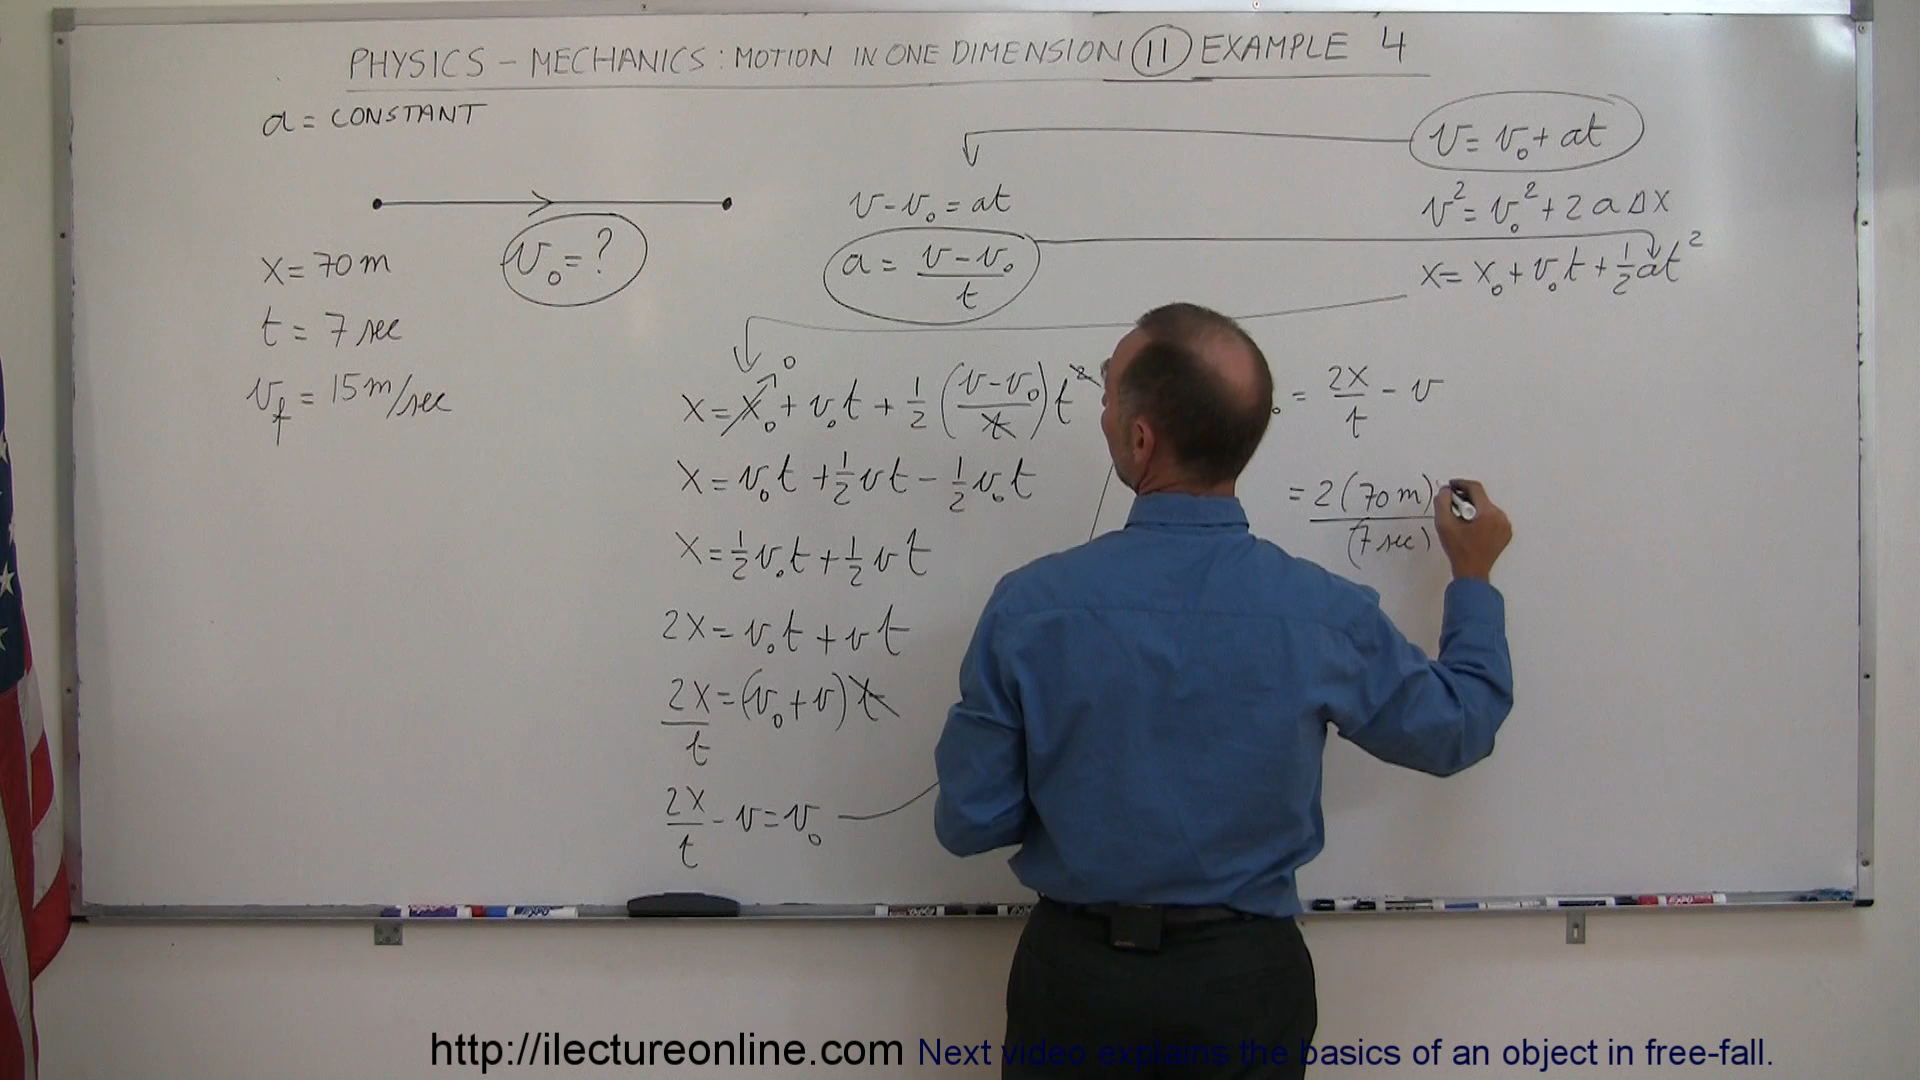 PHYSICS - MECHANICS: MOTION IN ONE DIMENSION 11 EXAMPLE 4
a = CONSTANT
v₀ = ?
x = 70 m
t = 7 sec
v_f = 15 m/sec
v - v₀ = at
a = (v - v₀)/t
v = v₀ + at
v² = v₀² + 2a∆x
x = x₀ + v₀t + ½at²
0
x = x₀ + v₀t + ½((v - v₀)/t)t²
x = v₀t + ½vt - ½v₀t
x = ½v₀t + ½vt
2x = v₀t + vt
2x/t = (v₀ + v)t
2x/t - v = v₀
₀ = 2x/t - v
= 2(70 m)/(7 sec)
http://ilectureonline.com Next video explains the basics of an object in free-fall.